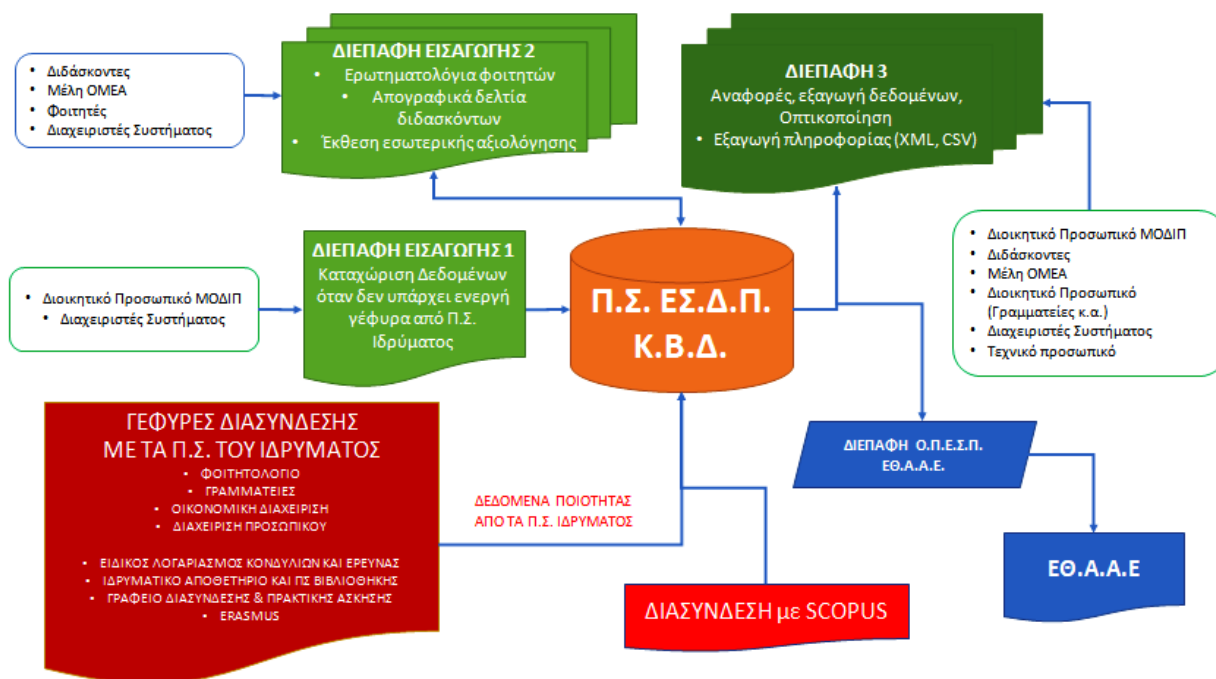 • Διδάσκοντες
• Μέλη ΟΜΕΑ
• Φοιτητές
• Διαχειριστές Συστήματος
ΔΙΕΠΑΦΗ ΕΙΣΑΓΩΓΗΣ 2
• Ερωτηματολόγια φοιτητών
• Απογραφικά δελτία
διδασκόντων
• Έκθεση εσωτερικής αξιολόγησης
ΔΙΕΠΑΦΗ 3
Αναφορές, εξαγωγή δεδομένων,
Οπτικοποίηση
• Εξαγωγή πληροφορίας (XML, CSV)
• Διοικητικό Προσωπικό ΜΟΔΙΠ
• Διαχειριστές Συστήματος
ΔΙΕΠΑΦΗ ΕΙΣΑΓΩΓΗΣ 1
Καταχώριση Δεδομένων
όταν δεν υπάρχει ενεργή
γέφυρα από Π.Σ.
Ιδρύματος
Π.Σ. ΕΣ.Δ.Π.
Κ.Β.Δ.
• Διοικητικό Προσωπικό ΜΟΔΙΠ
• Διδάσκοντες
• Μέλη ΟΜΕΑ
• Διοικητικό Προσωπικό
(Γραμματείες κ.α.)
• Διαχειριστές Συστήματος
• Τεχνικό προσωπικό
ΓΕΦΥΡΕΣ ΔΙΑΣΥΝΔΕΣΗΣ
ΜΕ ΤΑ Π.Σ. ΤΟΥ ΙΔΡΥΜΑΤΟΣ
• ΦΟΙΤΗΤΟΛΟΓΙΟ
• ΓΡΑΜΜΑΤΕΙΕΣ
• ΟΙΚΟΝΟΜΙΚΗ ΔΙΑΧΕΙΡΙΣΗ
• ΔΙΑΧΕΙΡΙΣΗ ΠΡΟΣΩΠΙΚΟΥ
• ΕΙΔΙΚΟΣ ΛΟΓΑΡΙΑΣΜΟΣ ΚΟΝΔΥΛΙΩΝ ΚΑΙ ΕΡΕΥΝΑΣ
• ΙΔΡΥΜΑΤΙΚΟ ΑΠΟΘΕΤΗΡΙΟ ΚΑΙ ΠΣ ΒΙΒΛΙΟΘΗΚΗΣ
• ΓΡΑΦΕΙΟ ΔΙΑΣΥΝΔΕΣΗΣ & ΠΡΑΚΤΙΚΗΣ ΑΣΚΗΣΗΣ
• ERASMUS
ΔΕΔΟΜΕΝΑ ΠΟΙΟΤΗΤΑΣ
ΑΠΟ ΤΑ Π.Σ. ΙΔΡΥΜΑΤΟΣ
ΔΙΕΠΑΦΗ Ο.Π.Ε.Σ.Π.
ΕΘ.Α.Α.Ε.
ΕΘ.Α.Α.Ε
ΔΙΑΣΥΝΔΕΣΗ με SCOPUS